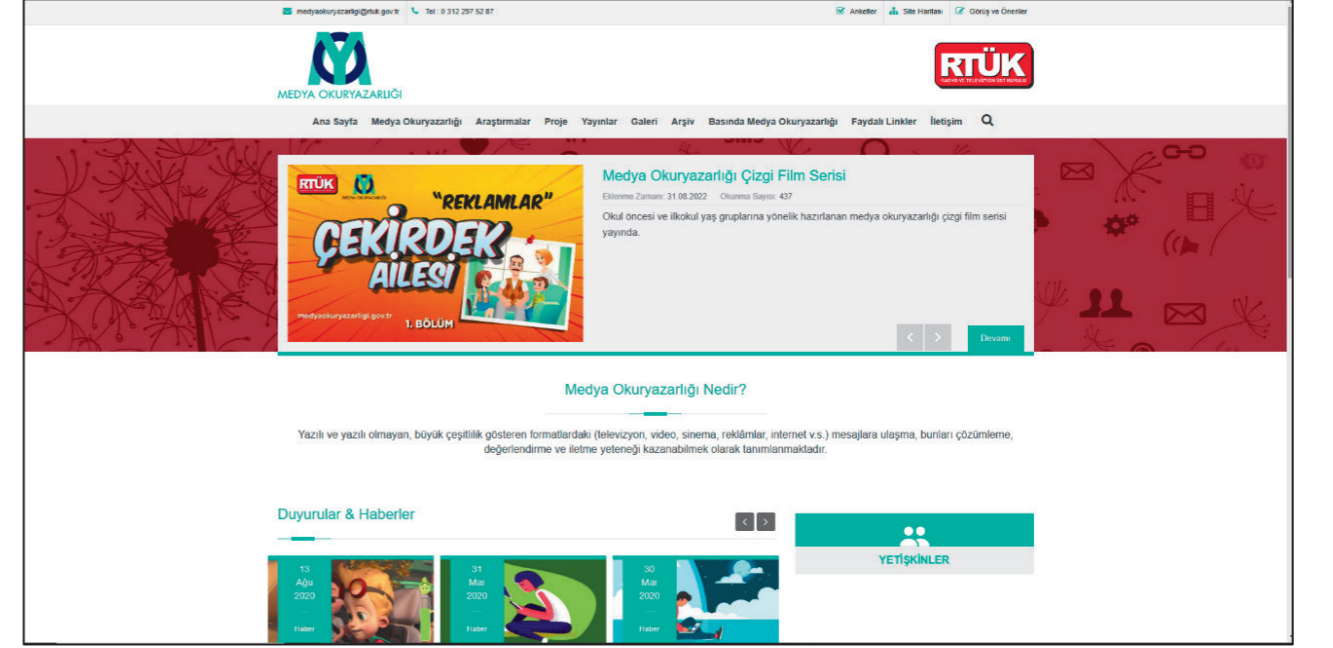 medyaokuryazarligi@rtuk.gov.tr Tel : 0 312 297 52 87 Anketler Site Haritası Görüş ve Öneriler
MEDYA OKURYAZARLIĞI
RTÜK
RADYO VE TELEVİZYON ÜST KURULU
Ana Sayfa Medya Okuryazarlığı Araştırmalar Proje Yayınlar Galeri Arşiv Basında Medya Okuryazarlığı Faydalı Linkler İletişim
RTÜK
"REKLAMLAR"
ÇEKİRDEK
AİLESİ
medyaokuryazarligi.gov.tr
1. BÖLÜM
Medya Okuryazarlığı Çizgi Film Serisi
Eklenme Zamanı: 31.08.2022 Okunma Sayısı: 437
Okul öncesi ve ilkokul yaş gruplarına yönelik hazırlanan medya okuryazarlığı çizgi film serisi
yayında.
Devamı
Medya Okuryazarlığı Nedir?
Yazılı ve yazılı olmayan, büyük çeşitlilik gösteren formatlardaki (televizyon, video, sinema, reklâmlar, internet v.s.) mesajlara ulaşma, bunları çözümleme,
değerlendirme ve iletme yeteneği kazanabilmek olarak tanımlanmaktadır.
Duyurular & Haberler
13
Ağu
2020
Haber
31
Mar
2020
Haber
30
Mar
2020
Haber
YETİŞKİNLER